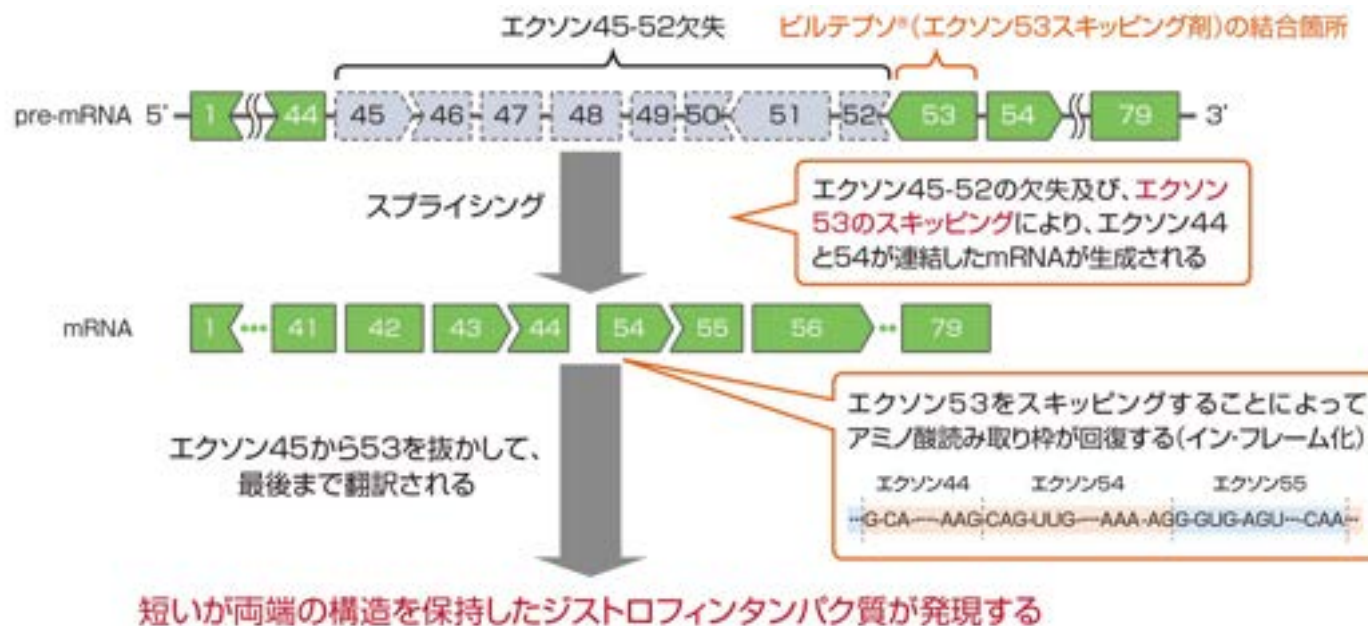 エクソン45-52欠失
ビルテプソ®(エクソン53スキッピング剤)の結合箇所
pre-mRNA 5' 1 44 45 46 47 48 49 50 51 52 53 54 79 3'
スプライシング
エクソン45-52の欠失及び、エクソン
53のスキッピングにより、エクソン44
と54が連結したmRNAが生成される
mRNA 1 ••• 41 42 43 44 54 55 56 •• 79
エクソン45から53を抜かして、
最後まで翻訳される
エクソン53をスキッピングすることによって
アミノ酸読み取り枠が回復する(イン・フレーム化)
エクソン44 エクソン54 エクソン55
…G-CA-----AAG-CAG-UUG----AAA-AGG-GUG-AGU-…-CAA…
短いが両端の構造を保持したジストロフィンタンパク質が発現する